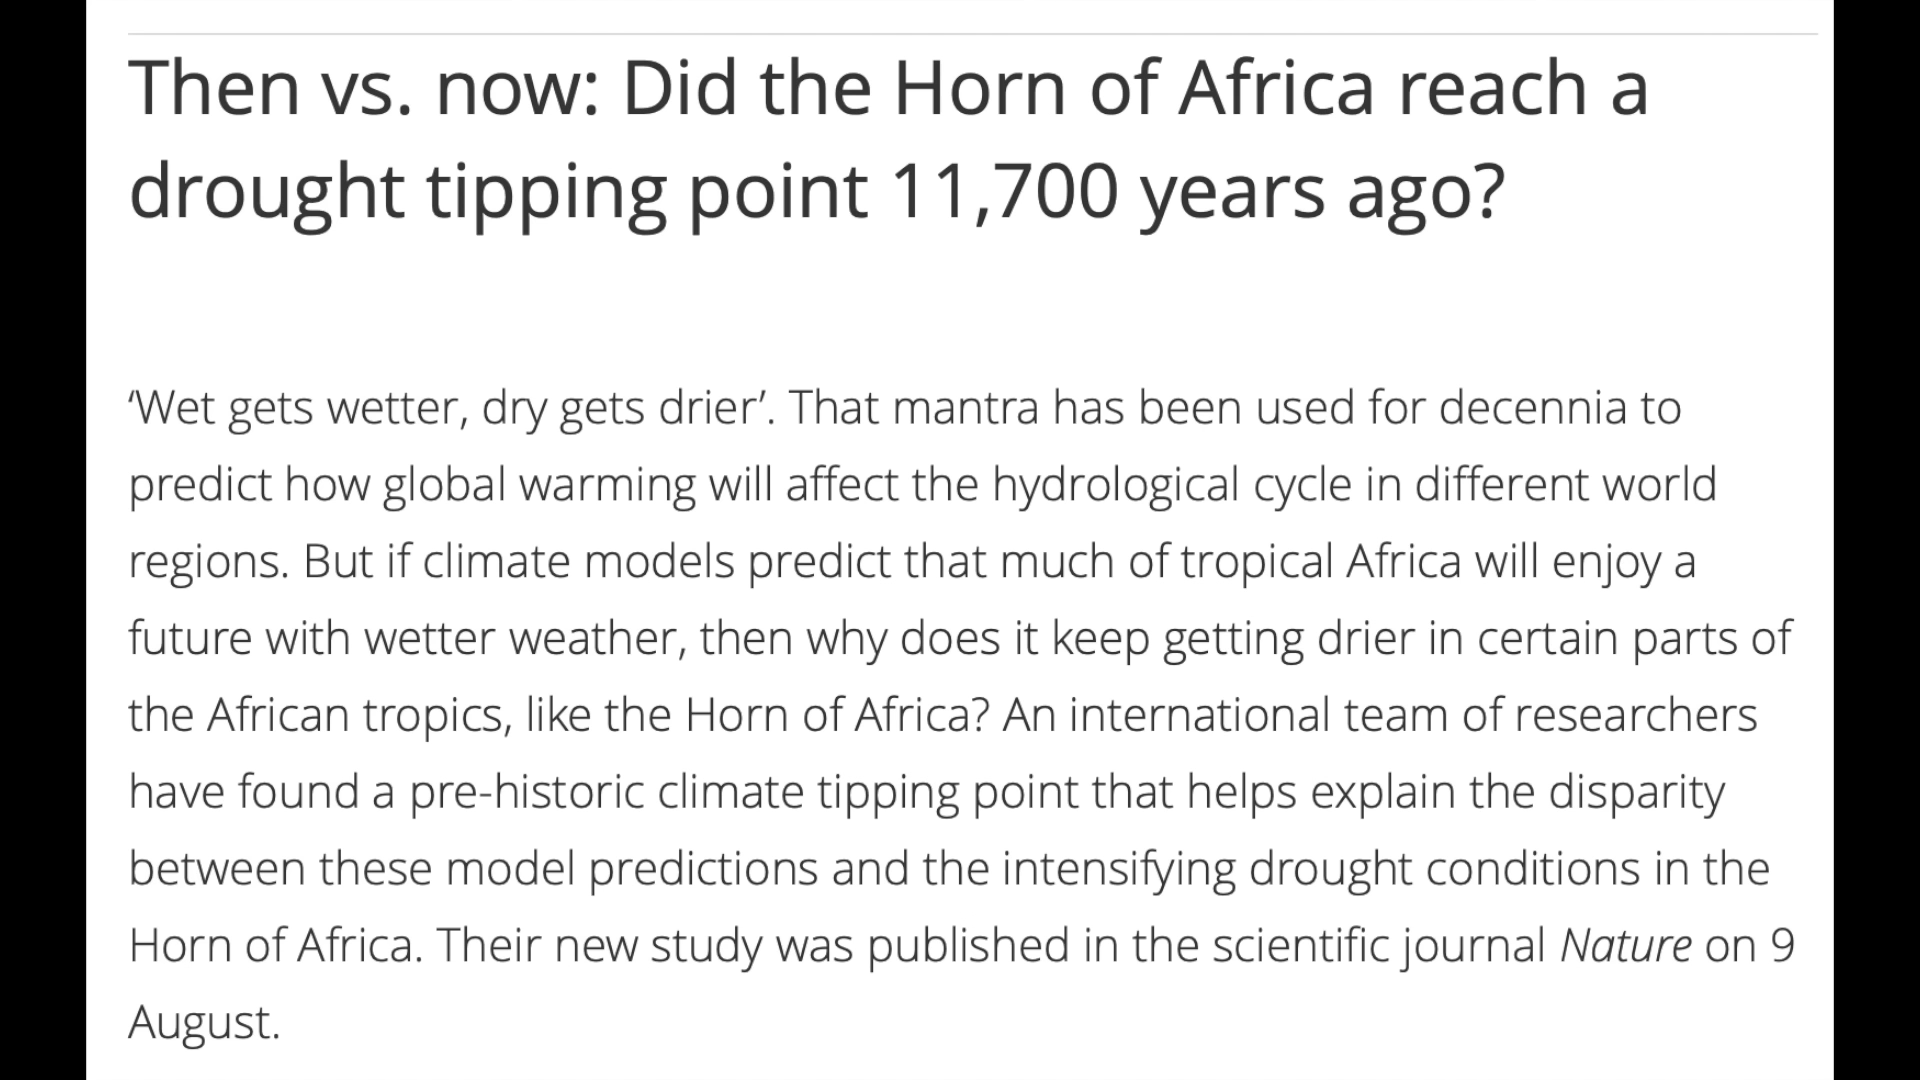 Then vs. now: Did the Horn of Africa reach a
drought tipping point 11,700 years ago?
‘Wet gets wetter, dry gets drier’. That mantra has been used for decennia to
predict how global warming will affect the hydrological cycle in different world
regions. But if climate models predict that much of tropical Africa will enjoy a
future with wetter weather, then why does it keep getting drier in certain parts of
the African tropics, like the Horn of Africa? An international team of researchers
have found a pre-historic climate tipping point that helps explain the disparity
between these model predictions and the intensifying drought conditions in the
Horn of Africa. Their new study was published in the scientific journal Nature on 9
August.